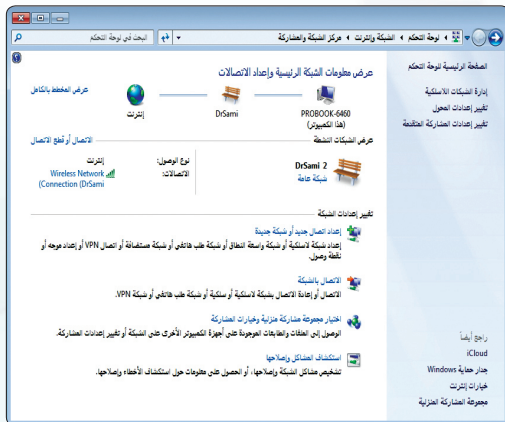 لوحة التحكم ◂ الشبكة وإنترنت ◂ مركز الشبكة والمشاركة
البحث في لوحة التحكم
الصفحة الرئيسية للوحة التحكم
إدارة الشبكات اللاسلكية
تغيير إعدادات المحول
تغيير إعدادات المشاركة المتقدمة
عرض معلومات الشبكة الرئيسية وإعداد الاتصالات
عرض المخطط بالكامل
PROBOOK-6460
(هذا الكمبيوتر)
DrSami
إنترنت
عرض الشبكات النشطة
الاتصال أو قطع الاتصال
DrSami 2
شبكة عامة
نوع الوصول:
إنترنت
الاتصالات:
Wireless Network
(Connection (DrSami
تغيير إعدادات الشبكة
إعداد اتصال جديد أو شبكة جديدة
إعداد شبكة لاسلكية أو شبكة واسعة النطاق أو شبكة طلب هاتفي أو شبكة مستضافة أو اتصال VPN أو إعداد موجه أو
نقطة وصول.
الاتصال بالشبكة
الاتصال أو إعادة الاتصال بشبكة لاسلكية أو سلكية أو شبكة طلب هاتفي أو شبكة VPN.
اختيار مجموعة مشاركة منزلية وخيارات المشاركة
الوصول إلى الملفات والطابعات الموجودة على أجهزة الكمبيوتر الأخرى على الشبكة أو تغيير إعدادات المشاركة.
استكشاف المشاكل وإصلاحها
تشخيص مشاكل الشبكة وإصلاحها، أو الحصول على معلومات حول استكشاف الأخطاء وإصلاحها.
راجع أيضاً
iCloud
جدار حماية Windows
خيارات إنترنت
مجموعة المشاركة المنزلية